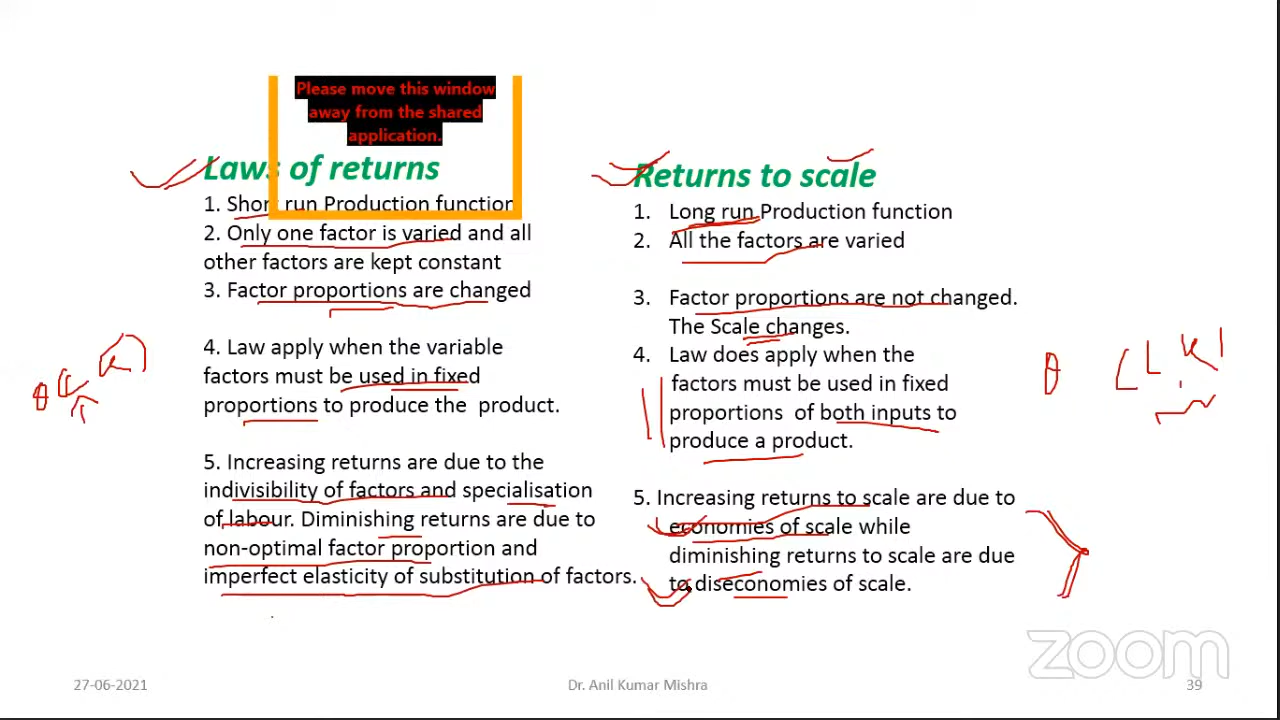 Please move this window
away from the shared
application.
Laws of returns
1. Short run Production function
2. Only one factor is varied and all
other factors are kept constant
3. Factor proportions are changed
4. Law apply when the variable
factors must be used in fixed
proportions to produce the product.
5. Increasing returns are due to the
indivisibility of factors and specialisation
of labour. Diminishing returns are due to
non-optimal factor proportion and
imperfect elasticity of substitution of factors.
Returns to scale
1. Long run Production function
2. All the factors are varied
3. Factor proportions are not changed.
The Scale changes.
4. Law does apply when the
factors must be used in fixed
proportions of both inputs to
produce a product.
5. Increasing returns to scale are due to
economies of scale while
diminishing returns to scale are due
to diseconomies of scale.
zoom
27-06-2021
Dr. Anil Kumar Mishra
39